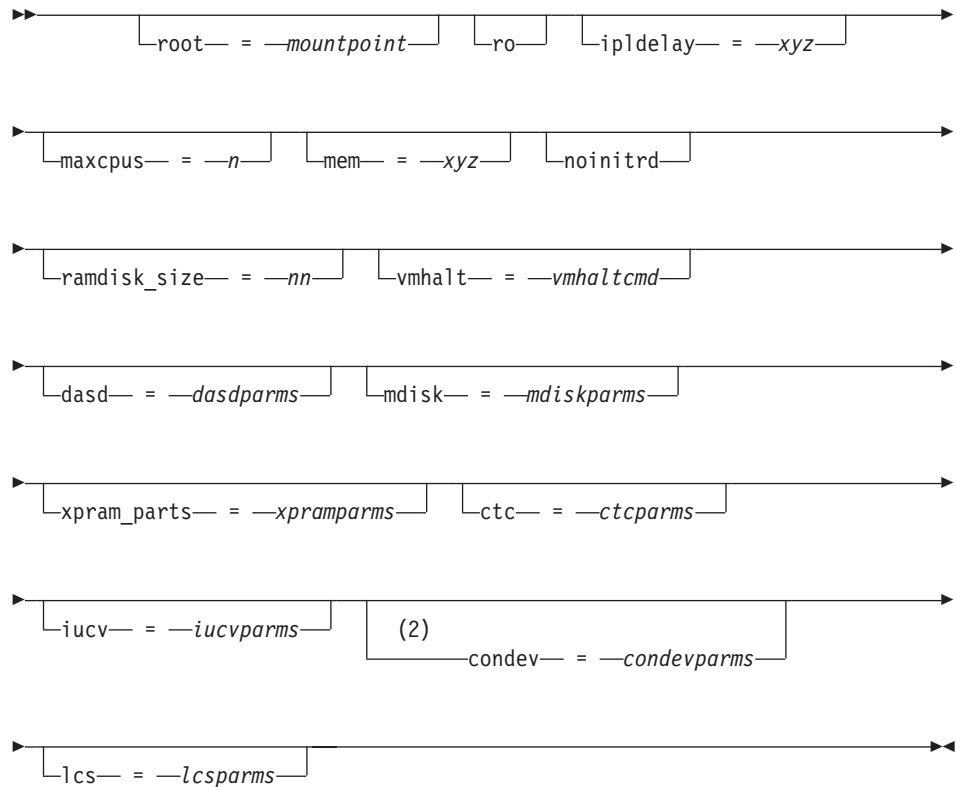 root = mountpoint ro ipldelay = xyz
maxcpus = n mem = xyz noinitrd
ramdisk_size = nn vmhalt = vmhaltcmd
dasd = dasdparms mdisk = mdiskparms
xpram_parts = xpramparms ctc = ctcparms
iucv = iucvparms (2) condev = condevparms
lcs = lcsparms